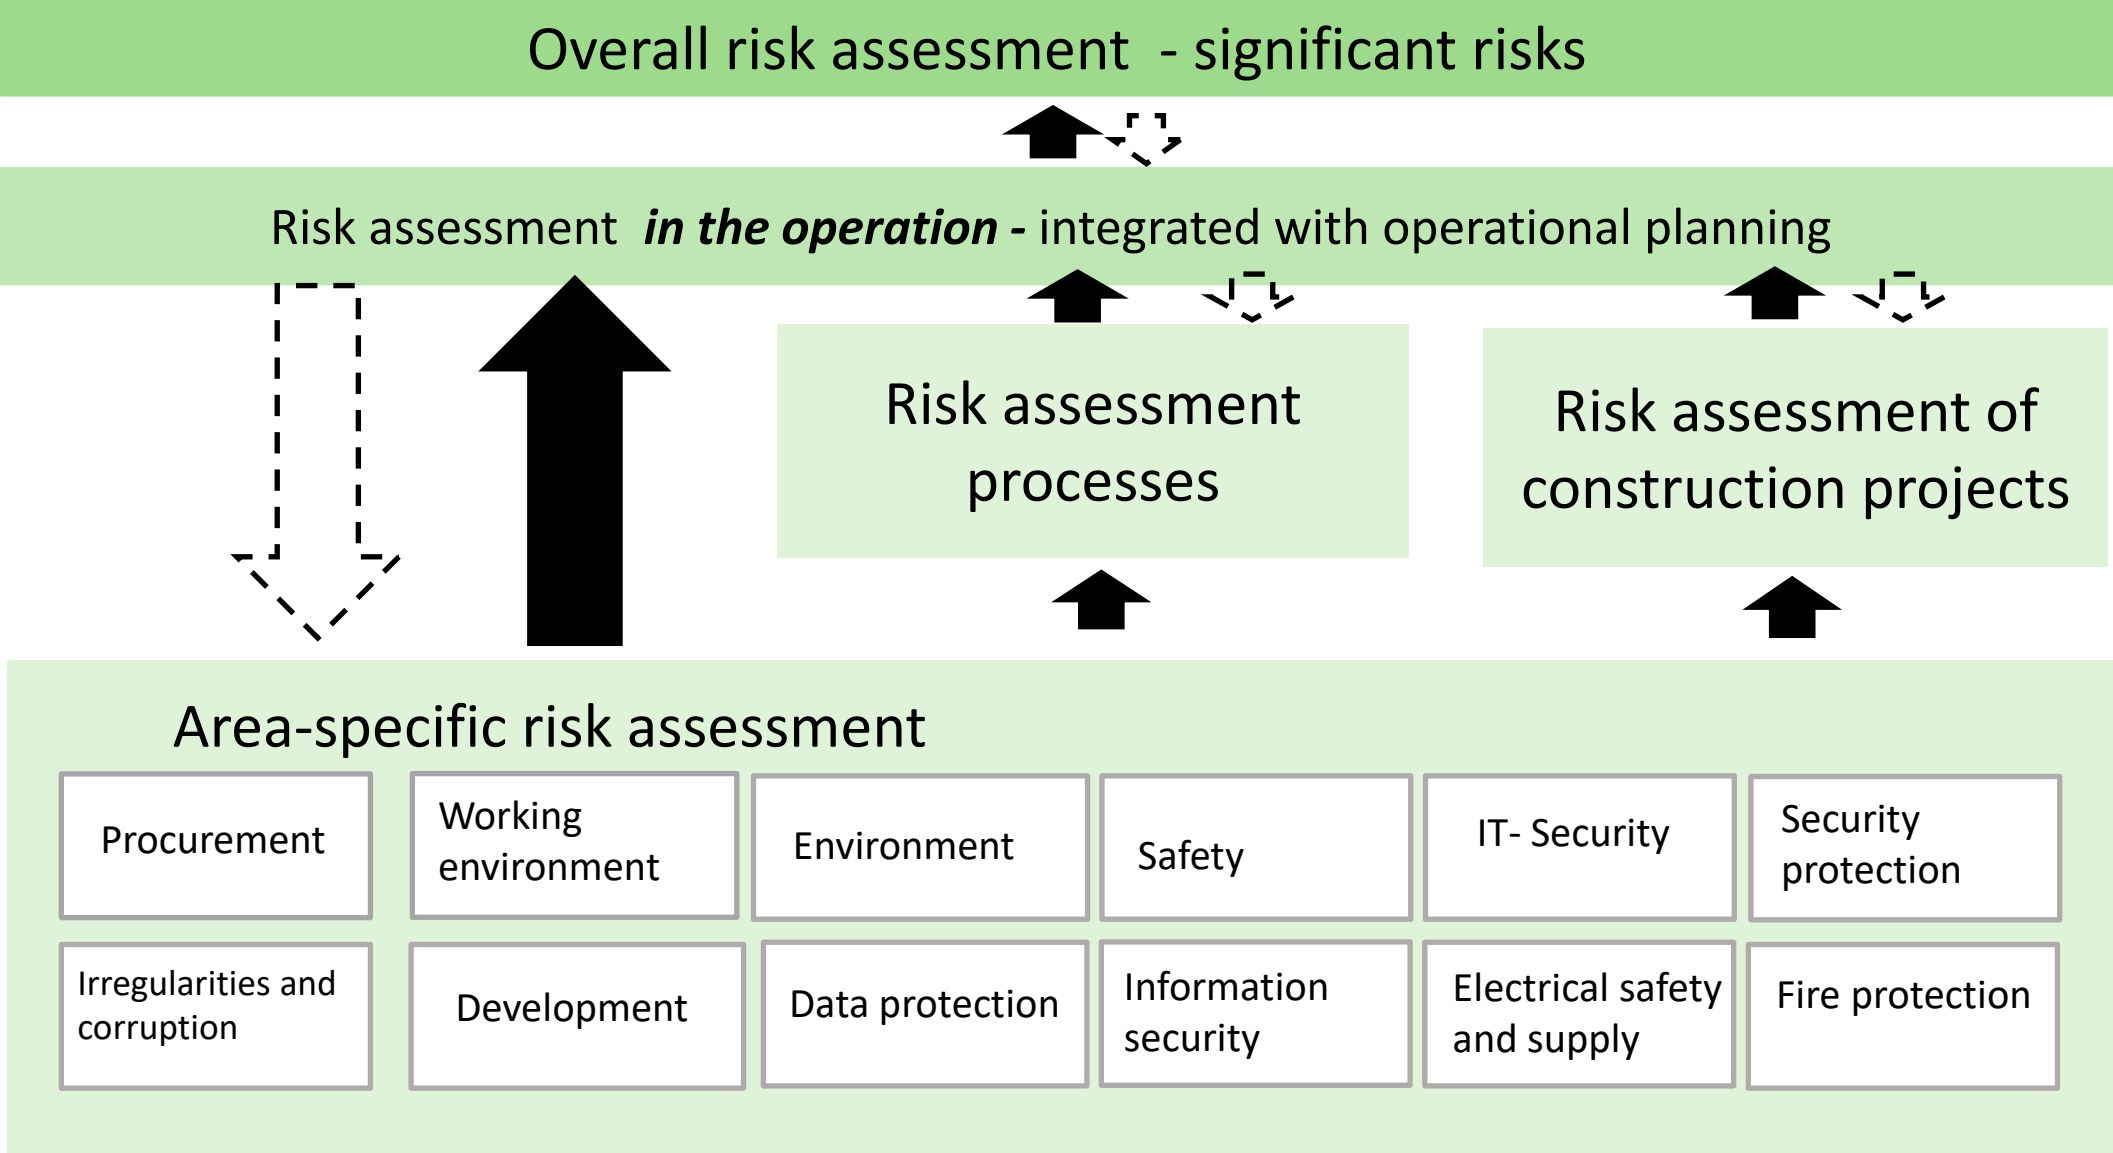 Overall risk assessment - significant risks
Risk assessment in the operation - integrated with operational planning
Risk assessment
processes
Risk assessment of
construction projects
Area-specific risk assessment
Procurement
Working
environment
Environment
Safety
IT- Security
Security
protection
Irregularities and
corruption
Development
Data protection
Information
security
Electrical safety
and supply
Fire protection